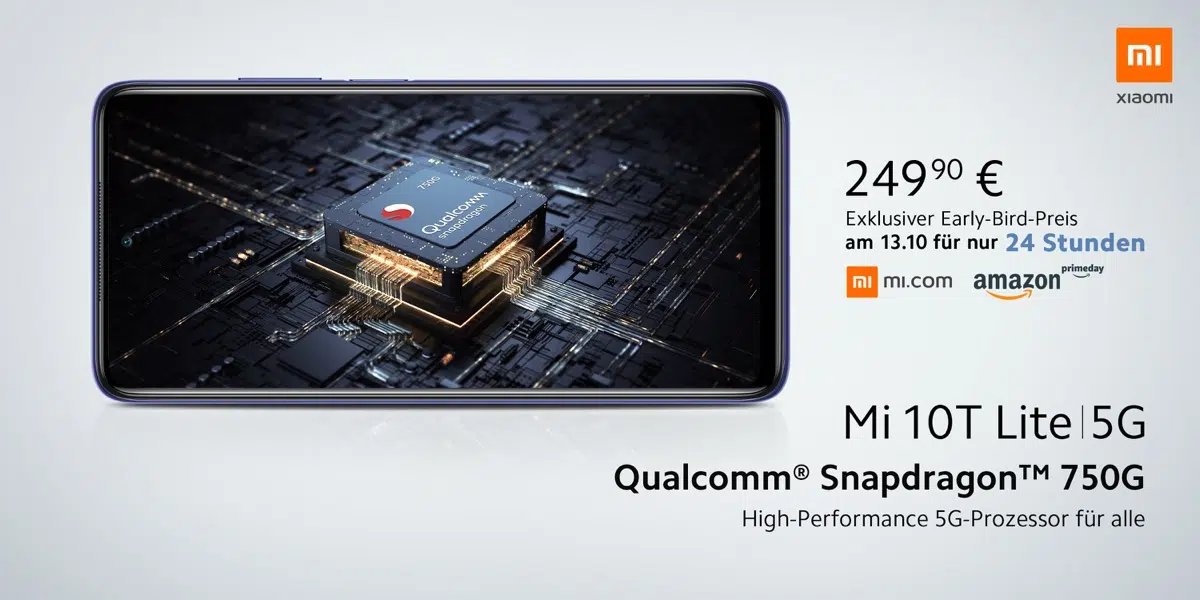 mi
xiaomi
750G
Qualcomm
snapdragon
249⁹⁰ €
Exklusiver Early-Bird-Preis
am 13.10 für nur 24 Stunden
mi mi.com amazon primeday
Mi 10T Lite|5G
Qualcomm® Snapdragon™ 750G
High-Performance 5G-Prozessor für alle